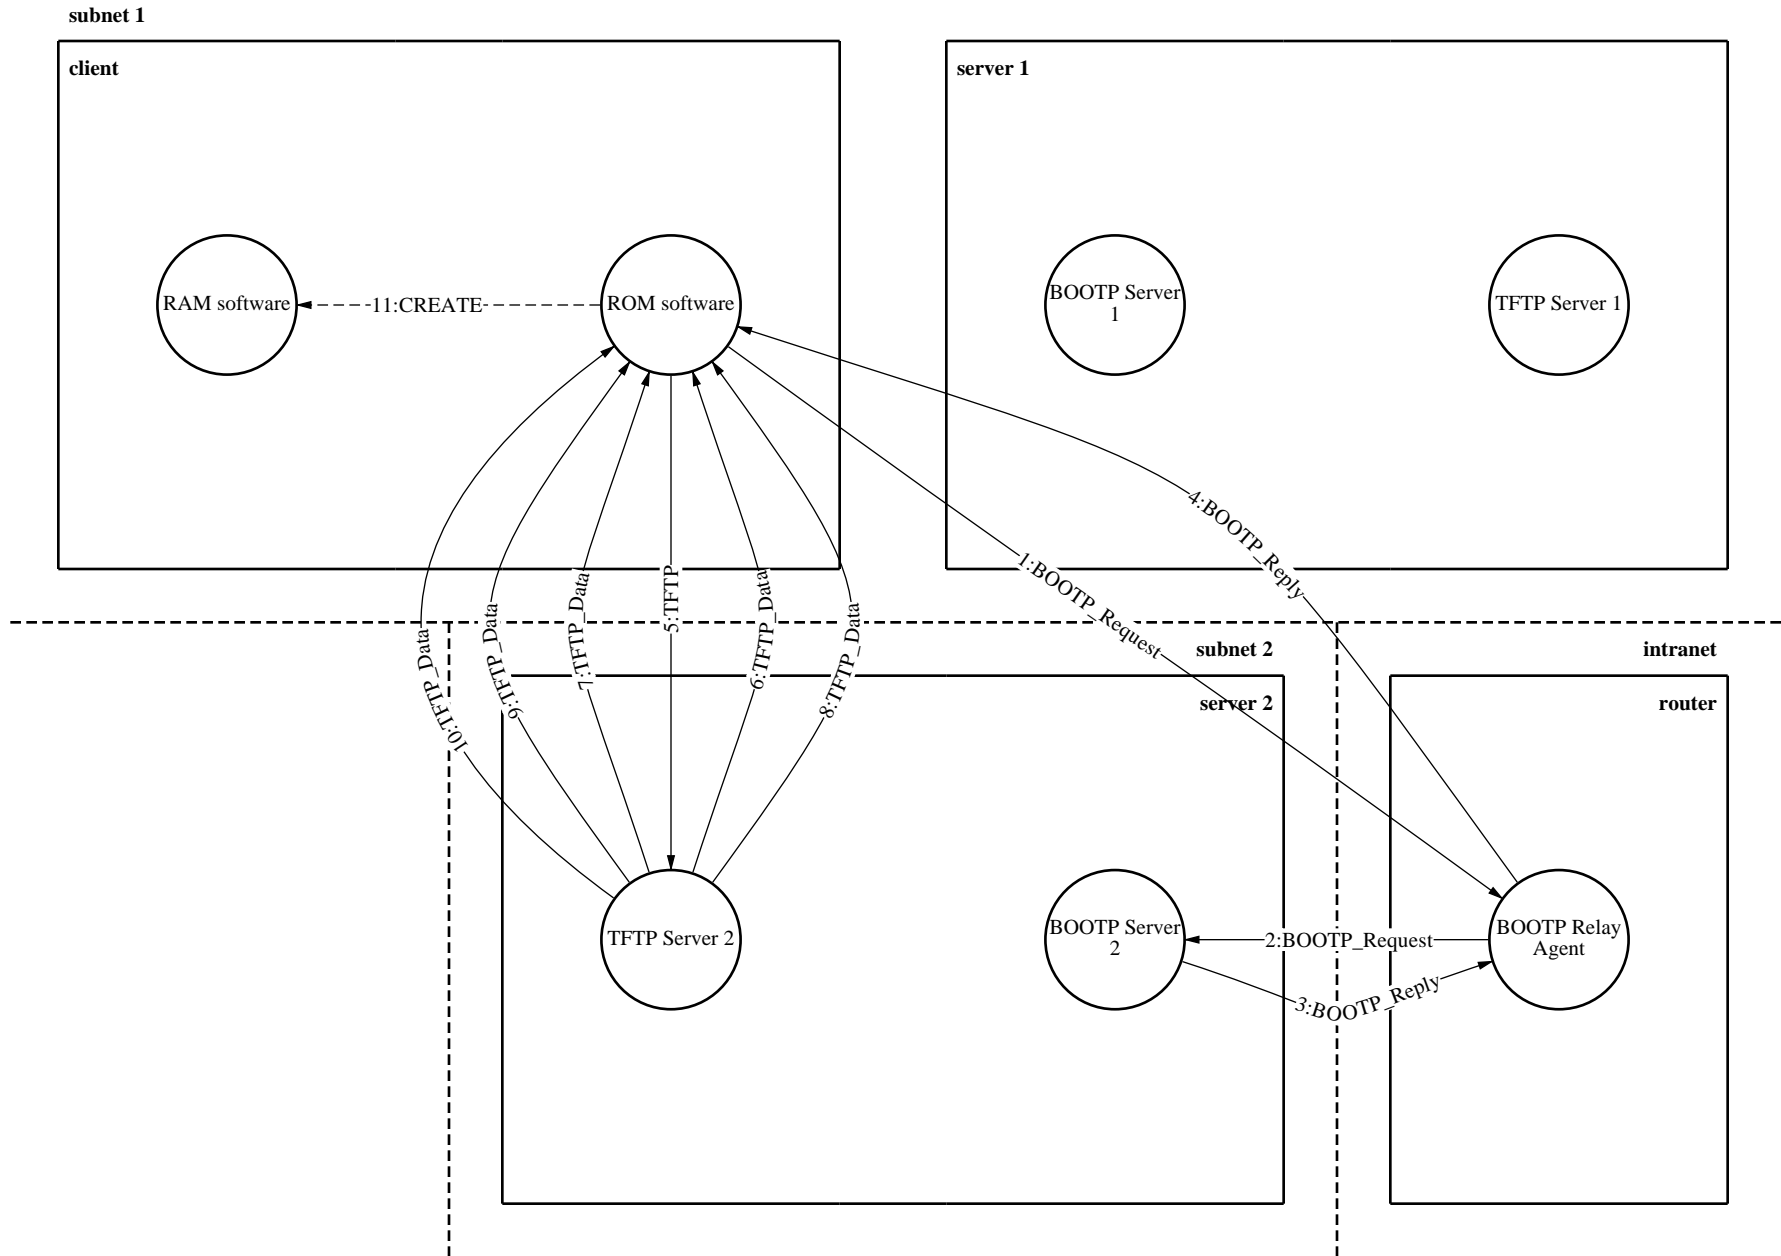 subnet 1
client
server 1
RAM software
11:CREATE
ROM software
BOOTP Server
1
TFTP Server 1
4:BOOTP_Reply
1:BOOTP_Request
10:TFTP_Data
9:TFTP_Data
7:TFTP_Data
5:TFTP
6:TFTP_Data
8:TFTP_Data
subnet 2
intranet
server 2
router
TFTP Server 2
BOOTP Server
2
2:BOOTP_Request
BOOTP Relay
Agent
3:BOOTP_Reply